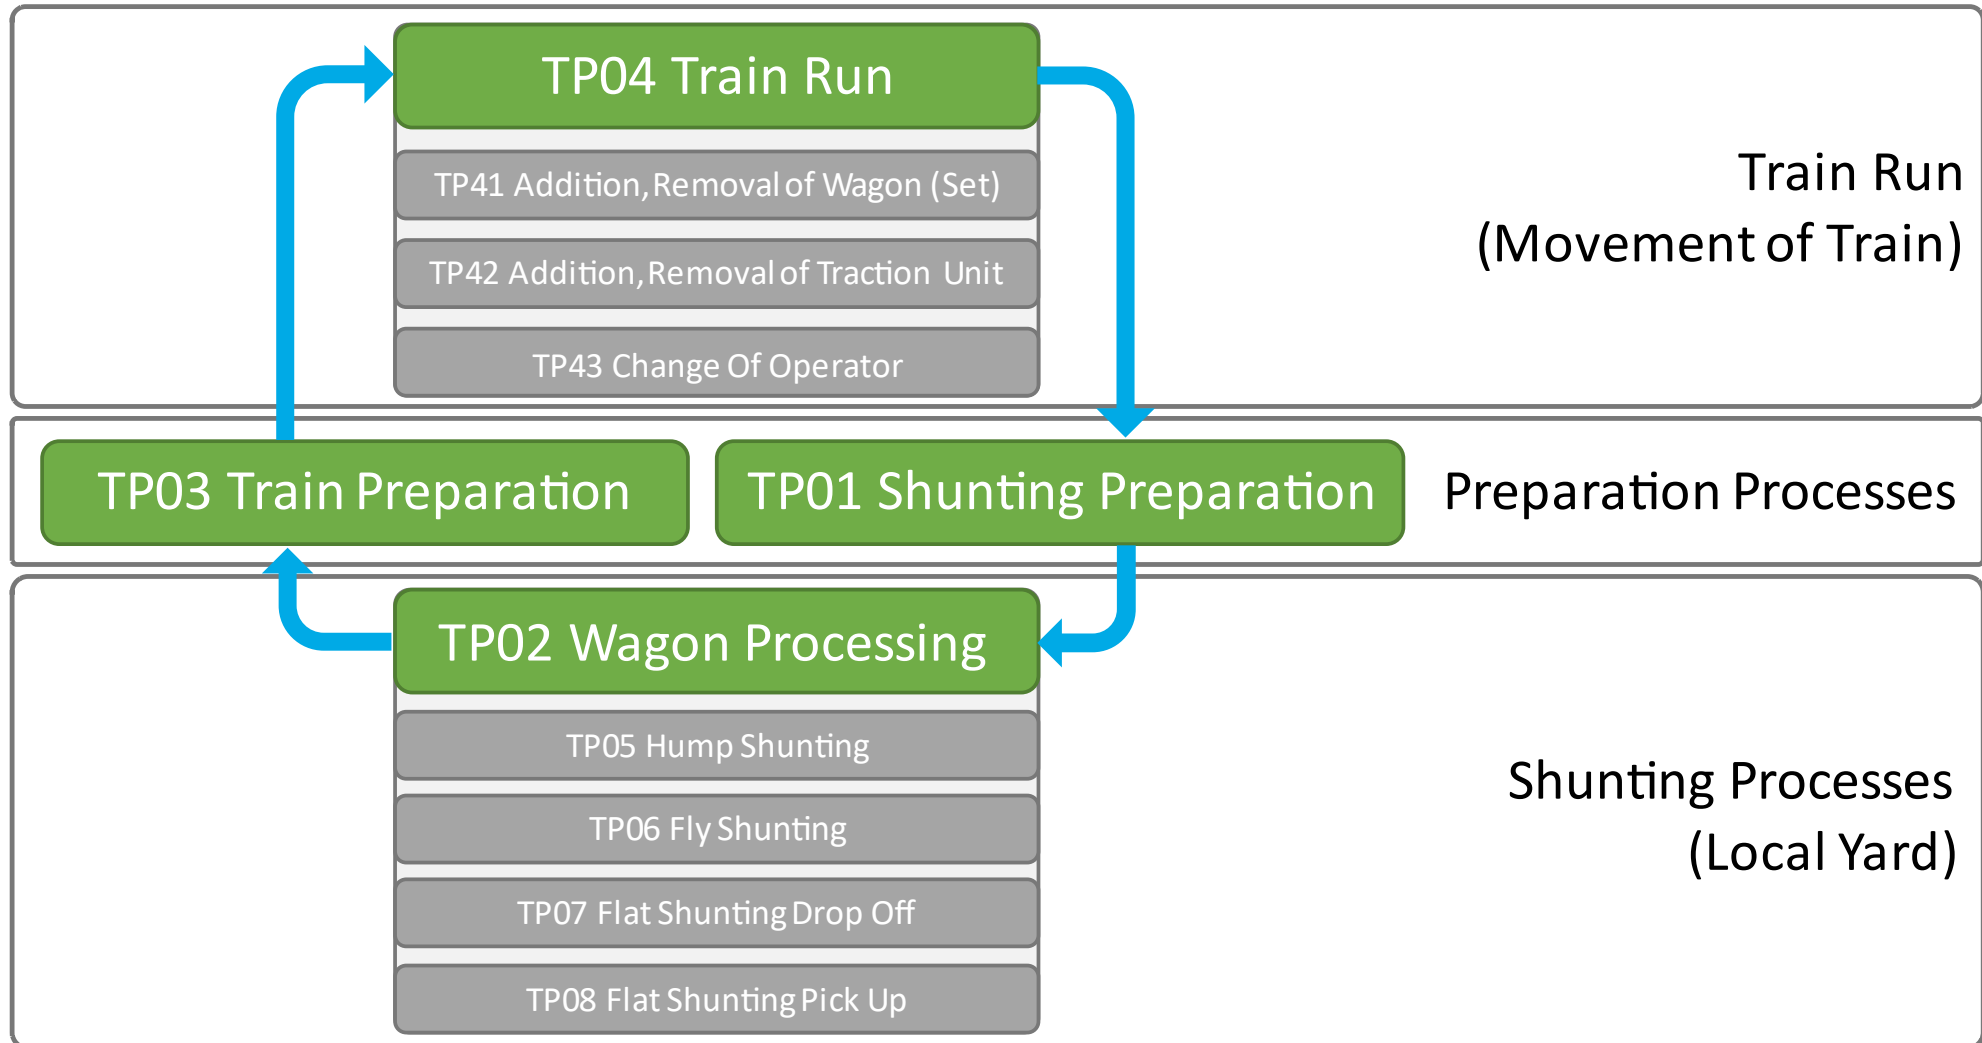 TP04 Train Run
TP41 Addition, Removal of Wagon (Set)
TP42 Addition, Removal of Traction Unit
TP43 Change Of Operator
Train Run
(Movement of Train)
TP03 Train Preparation
TP01 Shunting Preparation
Preparation Processes
TP02 Wagon Processing
TP05 Hump Shunting
TP06 Fly Shunting
TP07 Flat Shunting Drop Off
TP08 Flat Shunting Pick Up
Shunting Processes
(Local Yard)